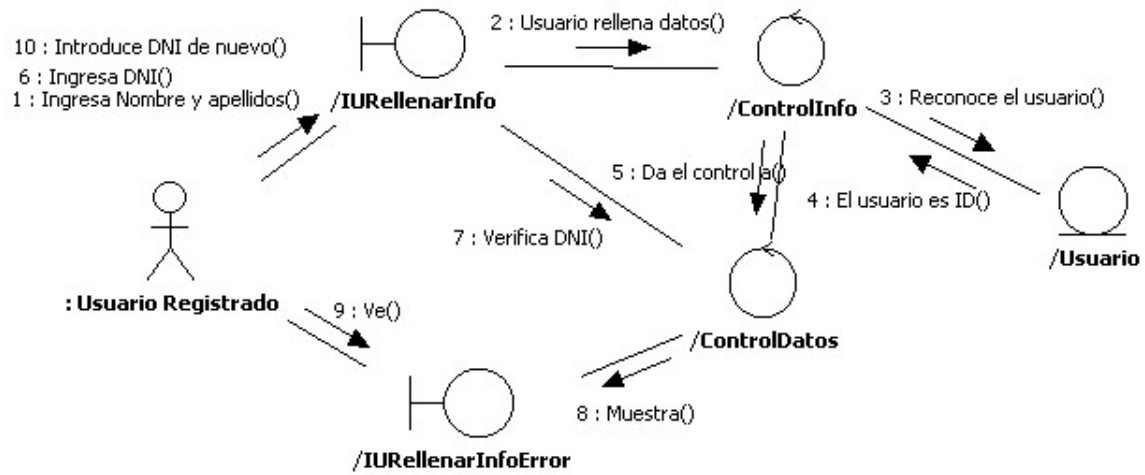 2 : Usuario rellena datos()
10 : Introduce DNI de nuevo()
6 : Ingresa DNI()
1 : Ingresa Nombre y apellidos()
/IURellenarInfo
/ControlInfo
3 : Reconoce el usuario()
5 : Da el control a()
4 : El usuario es ID()
7 : Verifica DNI()
/Usuario
: Usuario Registrado
9 : Ve()
/ControlDatos
8 : Muestra()
/IURellenarInfoError